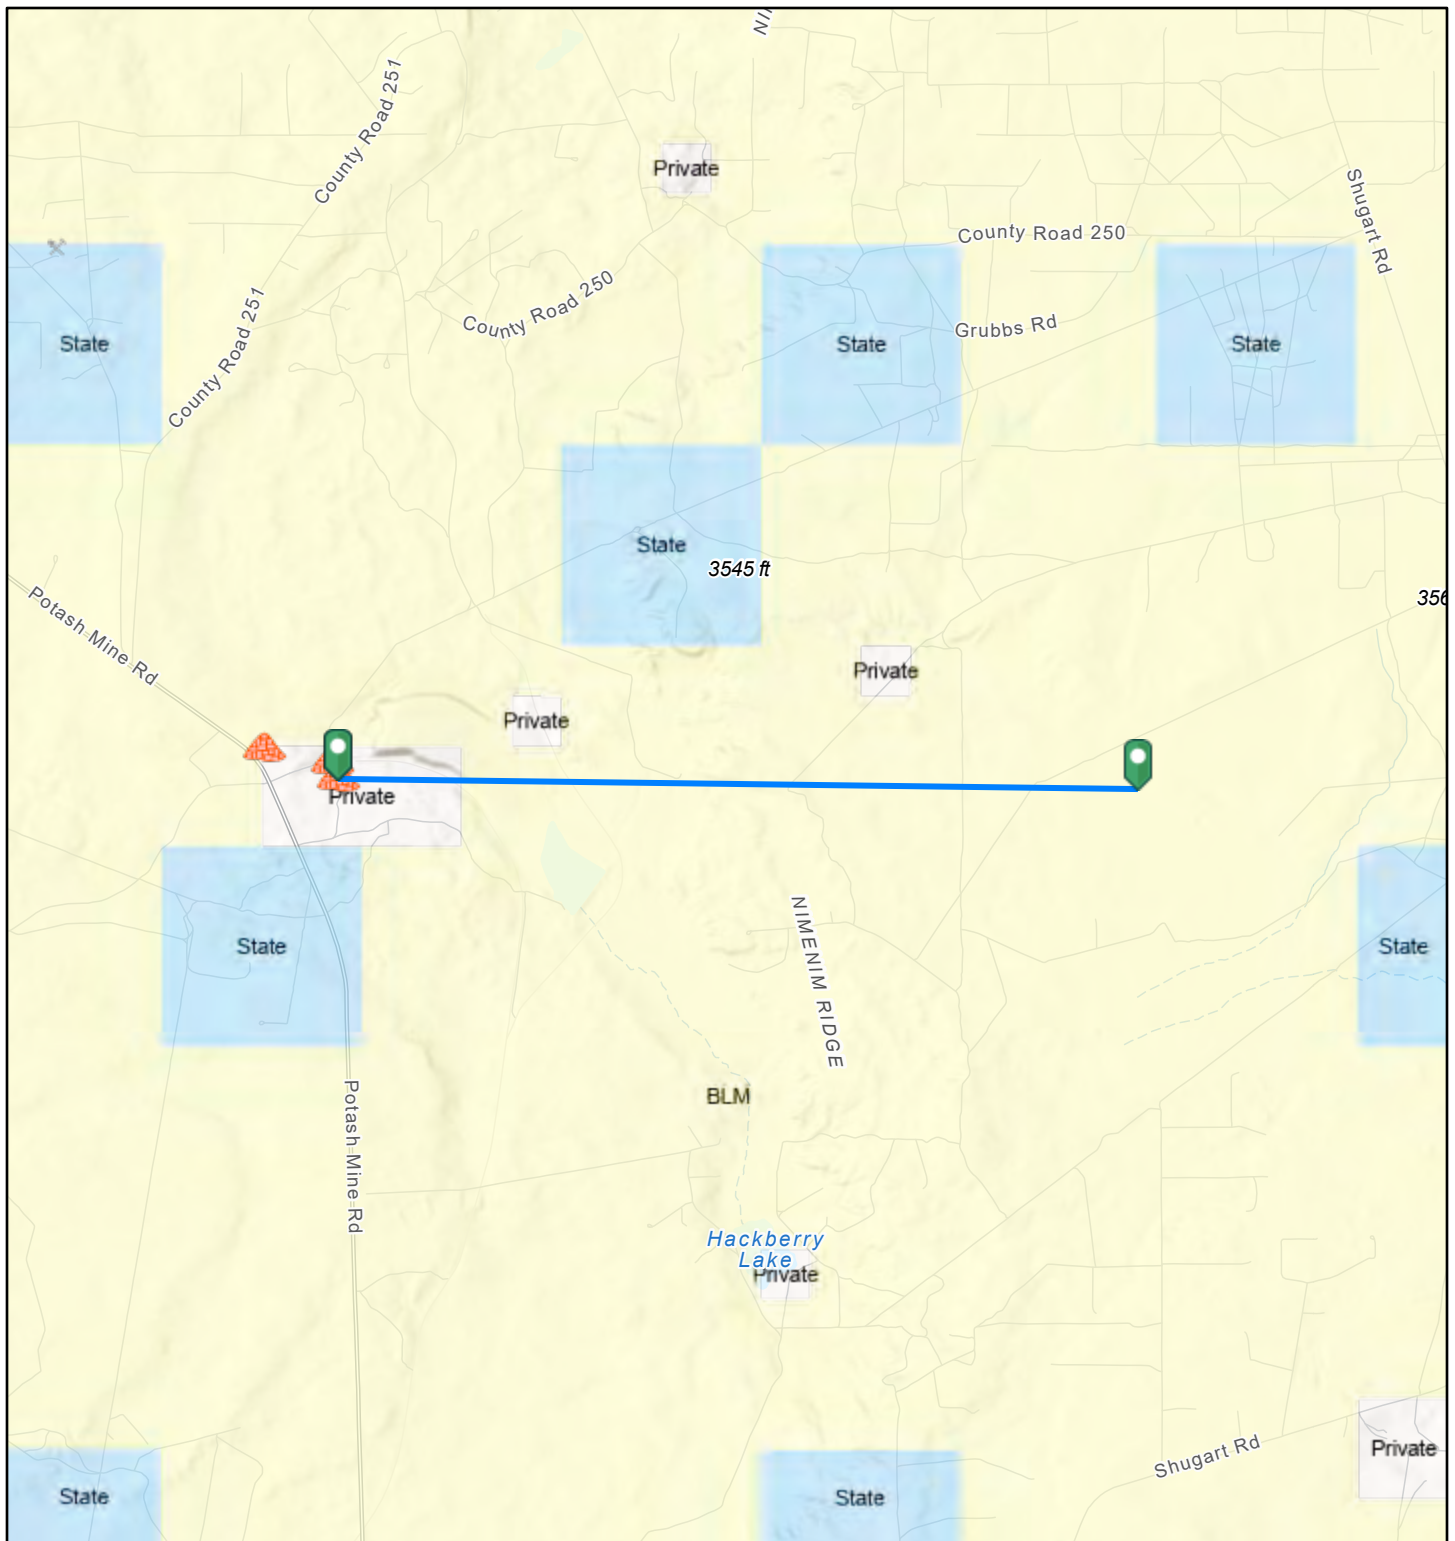 NI
County Road 251
Private
Shugart Rd
County Road 250
County Road 250
County Road 251
Grubbs Rd
State
State
State
State
3545 ft
356
Potash Mine Rd
Private
Private
Private
State
NIMENIM RIDGE
State
BLM
Potash Mine Rd
Hackberry
Lake
Private
Shugart Rd
Private
State
State